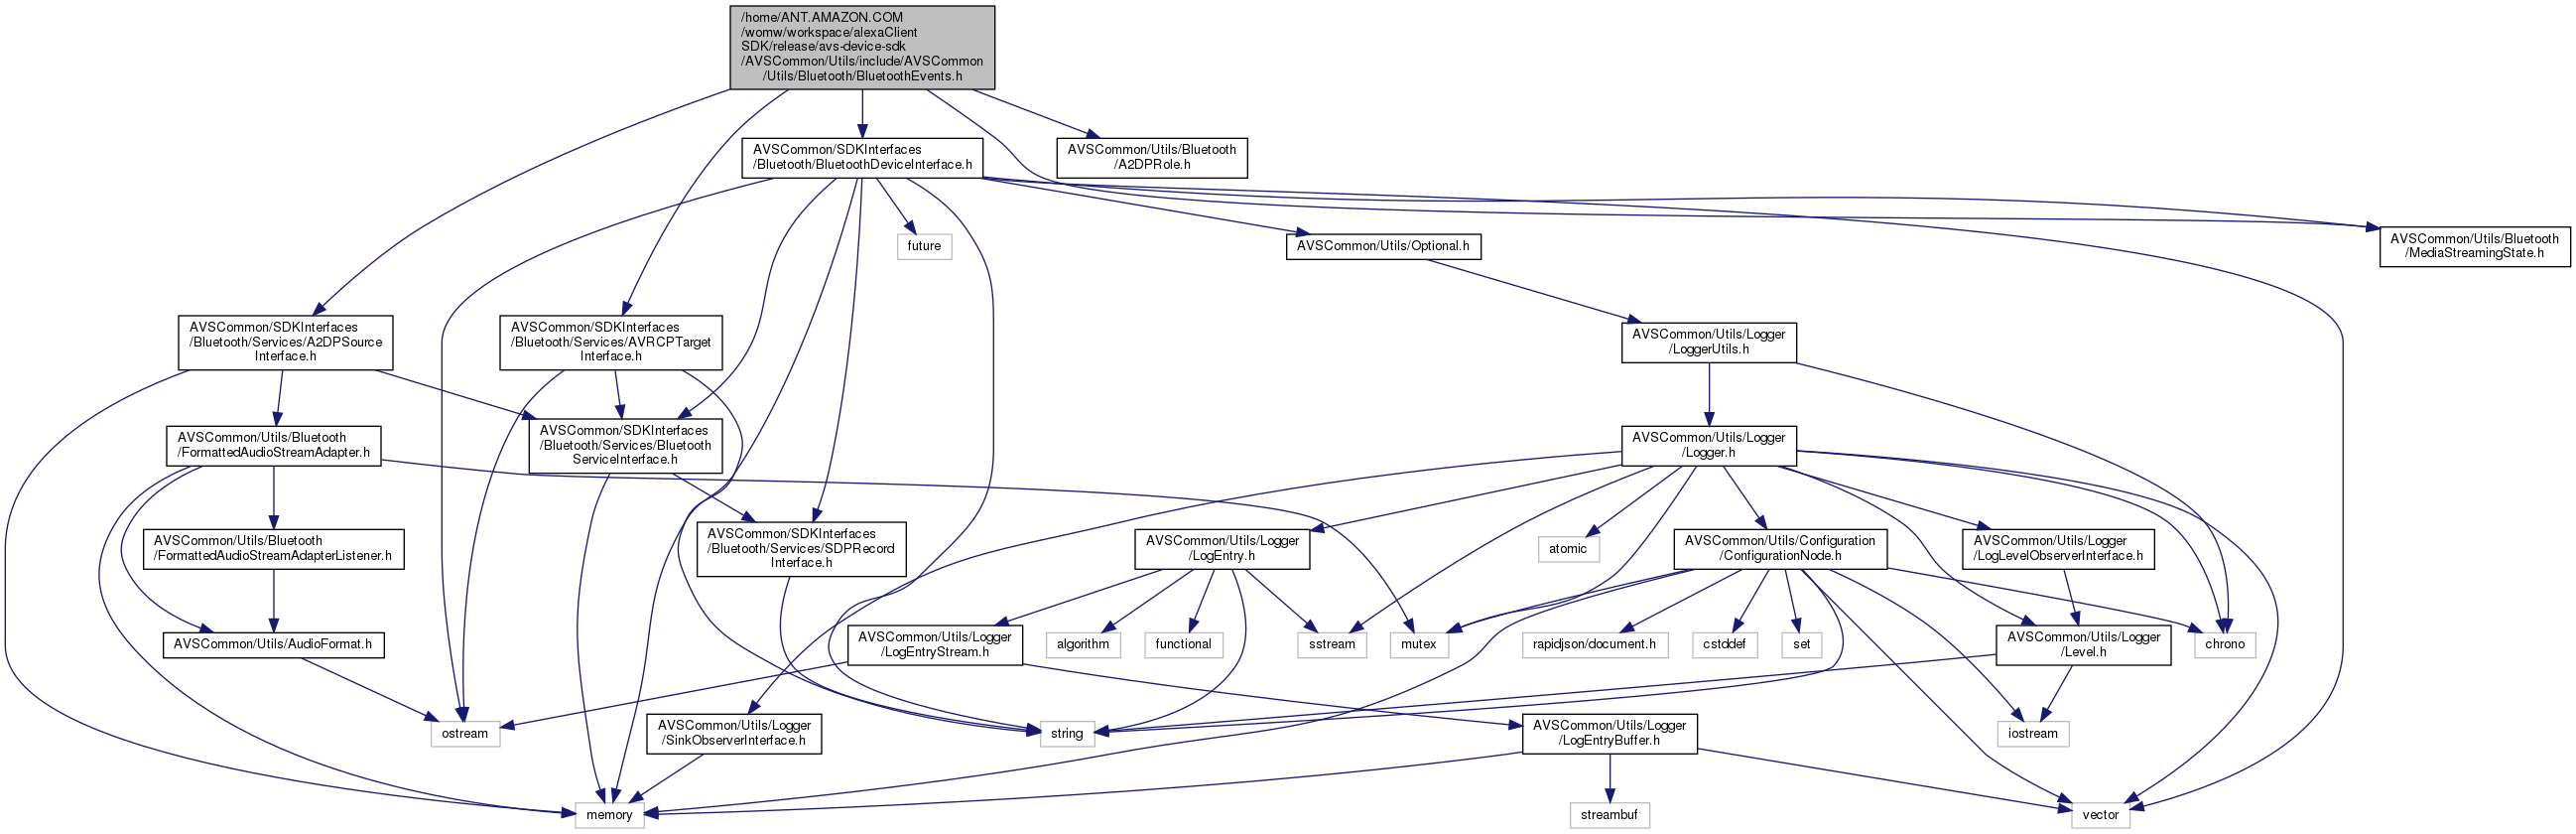 /home/ANT.AMAZON.COM
/womw/workspace/alexaClient
SDK/release/avs-device-sdk
/AVSCommon/Utils/include/AVSCommon
/Utils/Bluetooth/BluetoothEvents.h
AVSCommon/SDKInterfaces
/Bluetooth/BluetoothDeviceInterface.h
AVSCommon/Utils/Bluetooth
/A2DPRole.h
future
AVSCommon/Utils/Optional.h
AVSCommon/Utils/Bluetooth
/MediaStreamingState.h
AVSCommon/SDKInterfaces
/Bluetooth/Services/A2DPSource
Interface.h
AVSCommon/SDKInterfaces
/Bluetooth/Services/AVRCPTarget
Interface.h
AVSCommon/Utils/Logger
/LoggerUtils.h
AVSCommon/Utils/Bluetooth
/FormattedAudioStreamAdapter.h
AVSCommon/SDKInterfaces
/Bluetooth/Services/Bluetooth
ServiceInterface.h
AVSCommon/Utils/Logger
/Logger.h
AVSCommon/Utils/Bluetooth
/FormattedAudioStreamAdapterListener.h
AVSCommon/SDKInterfaces
/Bluetooth/Services/SDPRecord
Interface.h
AVSCommon/Utils/Logger
/LogEntry.h
atomic
AVSCommon/Utils/Configuration
/ConfigurationNode.h
AVSCommon/Utils/Logger
/LogLevelObserverInterface.h
AVSCommon/Utils/AudioFormat.h
AVSCommon/Utils/Logger
/LogEntryStream.h
algorithm
functional
sstream
mutex
rapidjson/document.h
cstddef
set
AVSCommon/Utils/Logger
/Level.h
chrono
ostream
AVSCommon/Utils/Logger
/SinkObserverInterface.h
string
AVSCommon/Utils/Logger
/LogEntryBuffer.h
iostream
memory
streambuf
vector